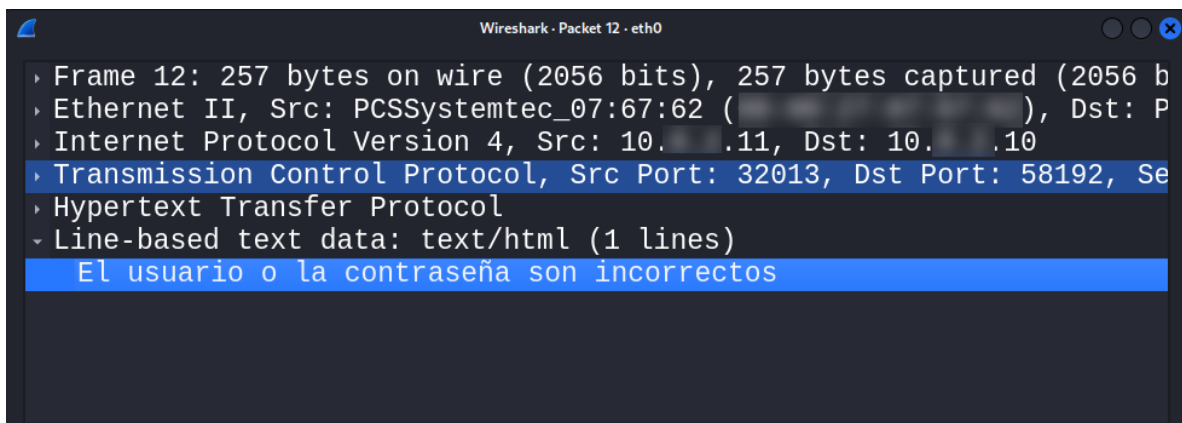 Wireshark · Packet 12 · eth0
Frame 12: 257 bytes on wire (2056 bits), 257 bytes captured (2056 b
Ethernet II, Src: PCSSystemtec_07:67:62 ( ), Dst: P
Internet Protocol Version 4, Src: 10. .11, Dst: 10. .10
Transmission Control Protocol, Src Port: 32013, Dst Port: 58192, Se
Hypertext Transfer Protocol
Line-based text data: text/html (1 lines)
El usuario o la contraseña son incorrectos